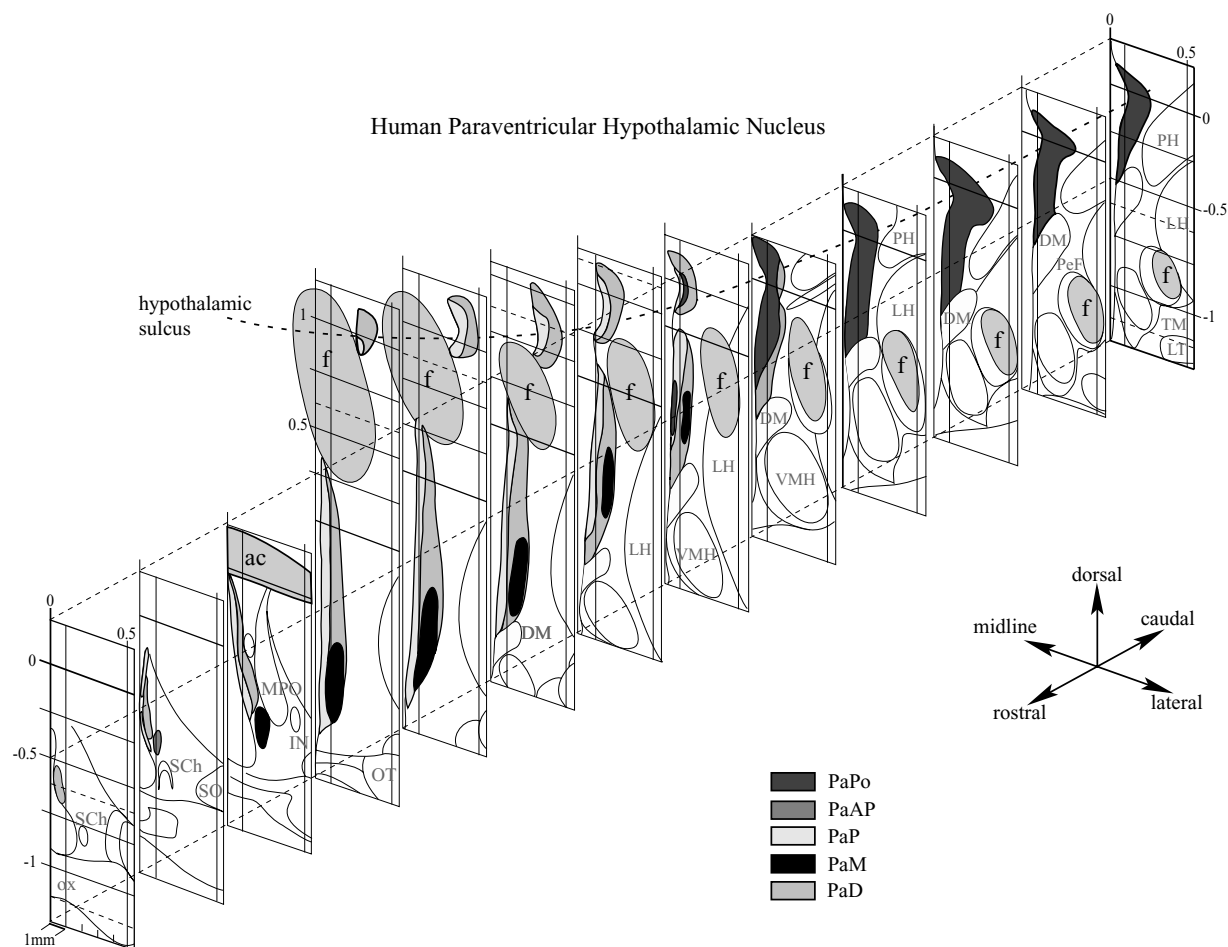 0
0.5
Human Paraventricular Hypothalamic Nucleus
0
PH
-0.5
LH
f
-1
TM
LT
DM
PeF
f
PH
LH
DM
f
f
hypothalamic
sulcus
1
f
f
f
f
f
f
0.5
DM
LH
VMH
LH
VMH
DM
ac
0
0.5
0
MPO
IN
OT
-0.5
SCh
SO
SCh
-1
ox
1mm
dorsal
midline
caudal
rostral
lateral
PaPo
PaAP
PaP
PaM
PaD